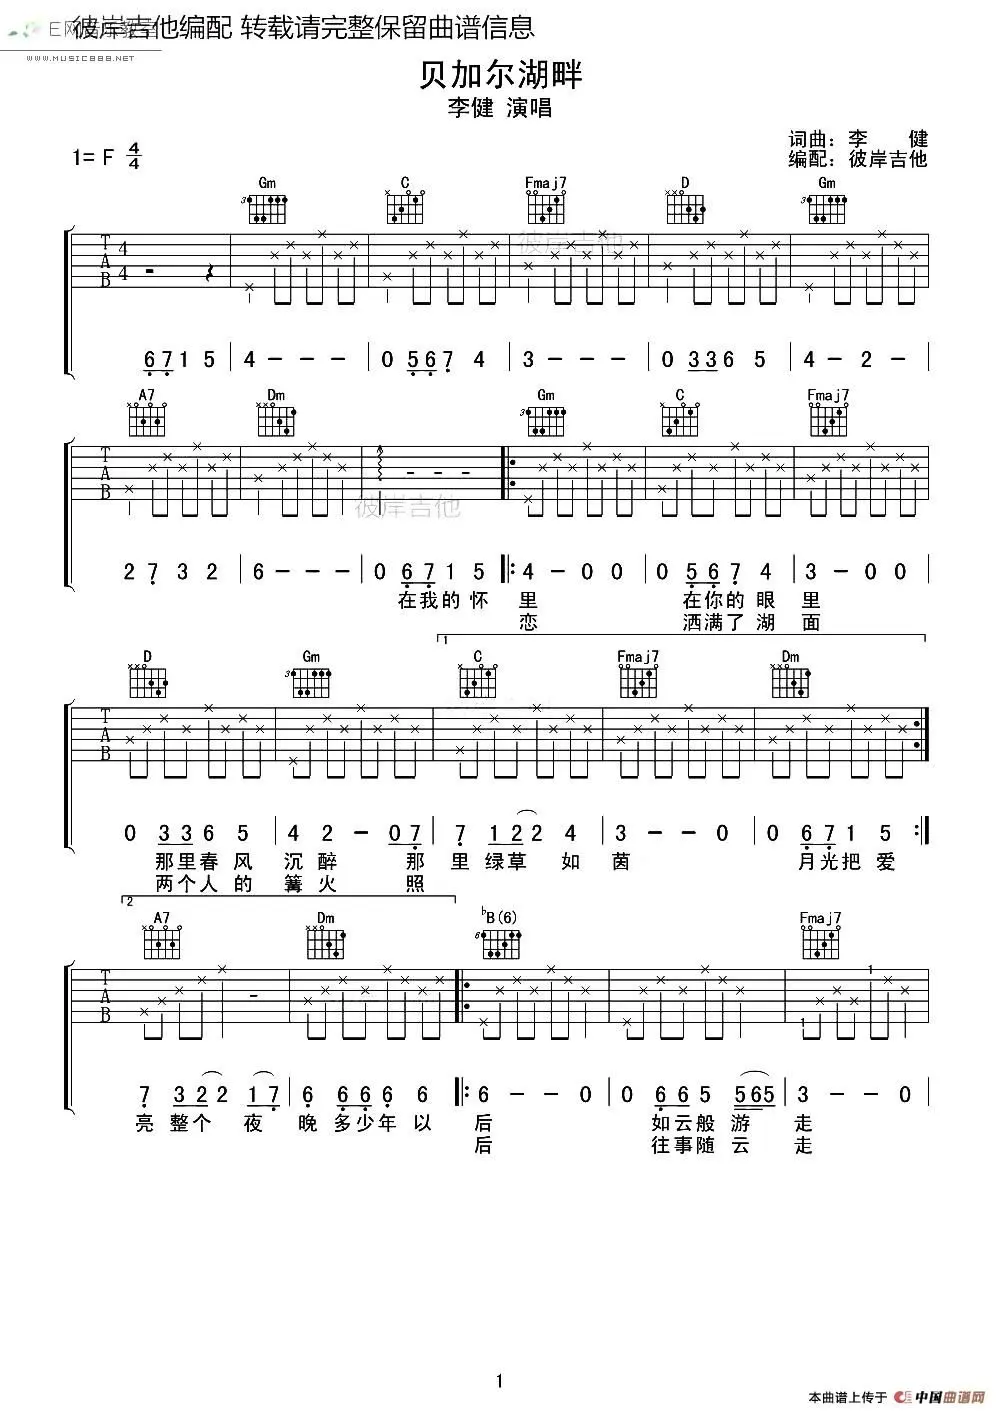 彼岸吉他编配 转载请完整保留曲谱信息
E网音乐教室
WWW.MUSIC888.NET
贝加尔湖畔
李健 演唱
词曲：李 健
1= F 4/4
编配：彼岸吉他
Gm C Fmaj7 D Gm
彼岸吉他
T A B 4 4
6 7 1 5 4 - - - 0 5 6 7 4 3 - - - 0 3 3 6 5 4 - 2 -
A7 Dm Gm C Fmaj7
T A B
彼岸吉他
2 7 3 2 6 - - - 0 6 7 1 5 4 - 0 0 0 5 6 7 4 3 - 0 0
在我的怀 里 在你的眼 里
恋 洒满了湖 面
1
D Gm C Fmaj7 Dm
T A B
0 3 3 6 5 4 2 - 0 7 7 1 2 2 4 3 - - 0 0 6 7 1 5
那里春风 沉醉 那 里绿草 如 茵 月光把爱
两个人的 篝火 照
2
A7 Dm ♭B(6) Fmaj7
T A B
7 3 2 2 1 7 6 6 6 6 6 6 - - 0 0 6 6 5 5 6 5 3 - - 0
亮 整个 夜 晚多少年以 后 如云般 游 走
后 往事随 云 走
1
本曲谱上传于 中国曲谱网